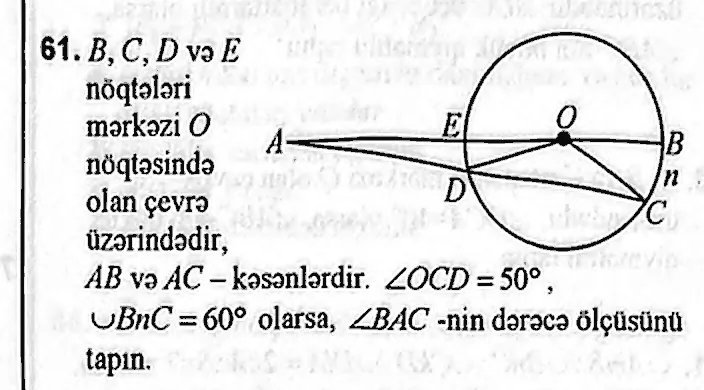 61. B, C, D və E
nöqtələri
mərkəzi O
nöqtəsində
olan çevrə
üzərindədir,
AB və AC – kəsənlərdir. ∠OCD = 50°,
∪BnC = 60° olarsa, ∠BAC -nin dərəcə ölçüsünü
tapın.
A
E
O
B
D
n
C